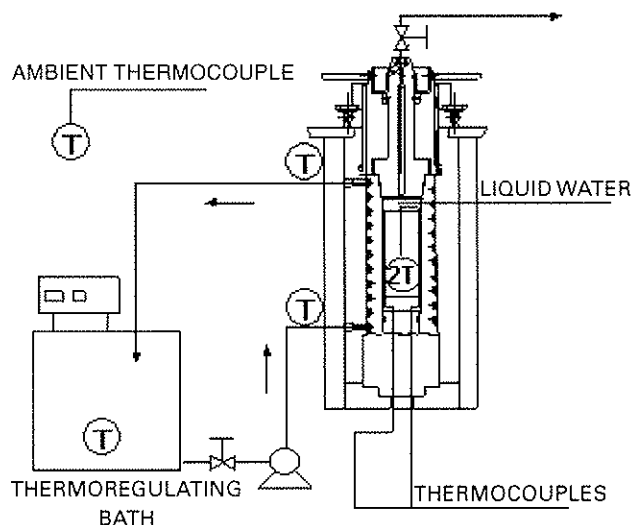 AMBIENT THERMOCOUPLE
T
T
LIQUID WATER
2T
T
T
THERMOREGULATING
BATH
THERMOCOUPLES